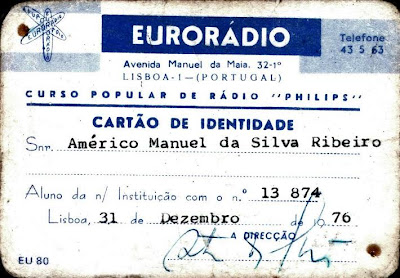 EURORÁDIO
Telefone
43 5 63
Avenida Manuel da Maia, 32-1º
LISBOA-1-(PORTUGAL)
CURSO POPULAR DE RÁDIO "PHILIPS"
CARTÃO DE IDENTIDADE
Snr. Américo Manuel da Silva Ribeiro
Aluno da n/ Instituição com o n.º 13 874
Lisboa, 31 de Dezembro de 19 76
A DIRECÇÃO
EU 80